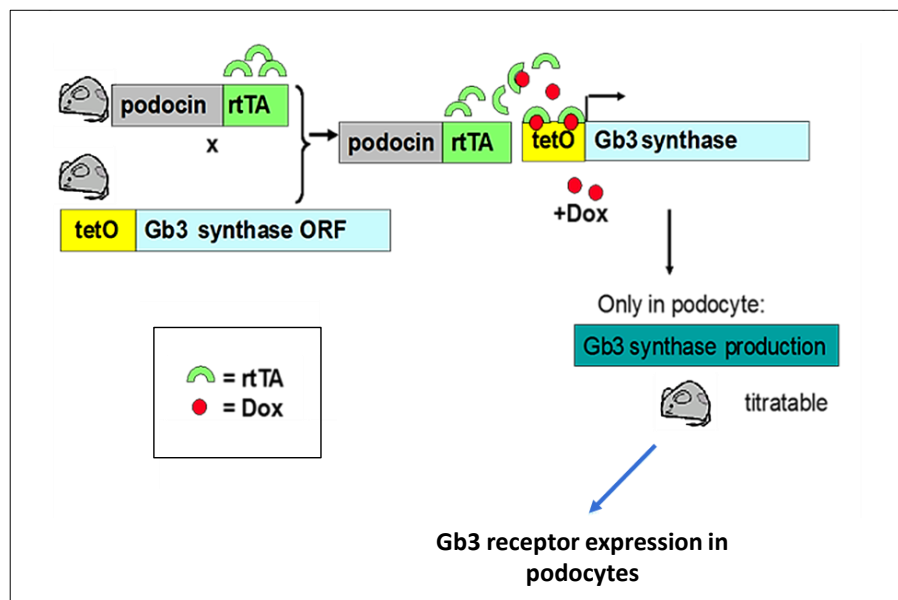 podocin rtTA
x
tetO Gb3 synthase ORF
podocin rtTA tetO Gb3 synthase
+Dox
Only in podocyte:
Gb3 synthase production
titratable
= rtTA
= Dox
Gb3 receptor expression in
podocytes